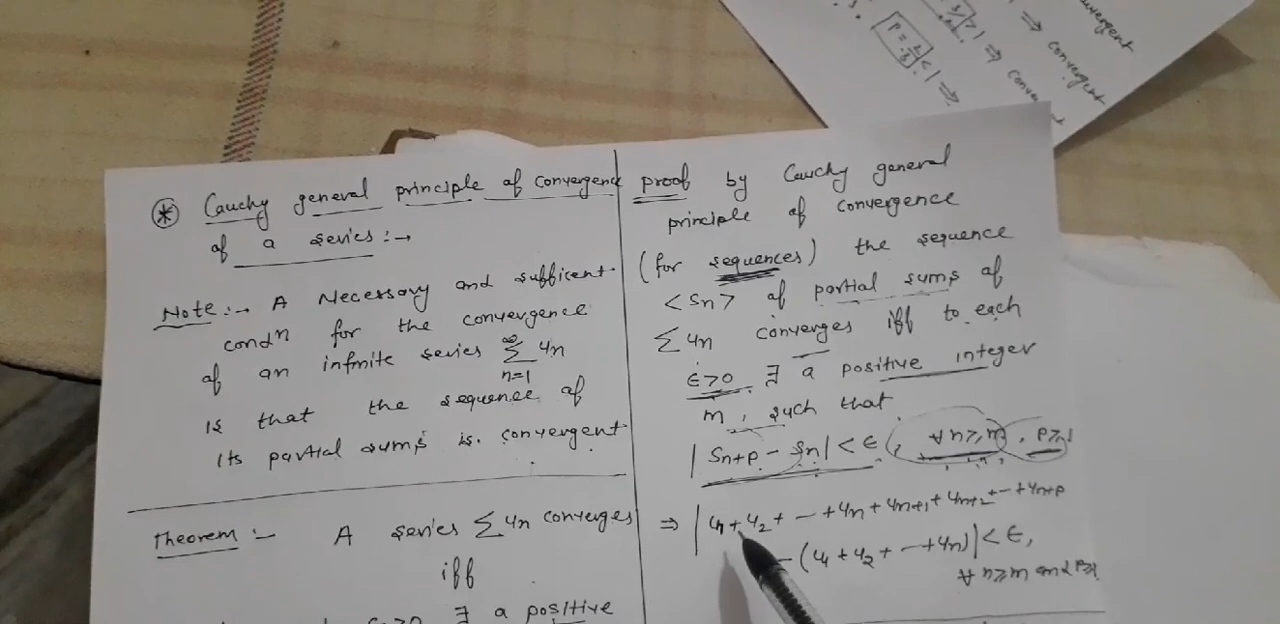 ⊛ Cauchy general principle of convergence
of a series :→
Note :- A Necessary and sufficent
condⁿ for the convergence
of an infnite series ∞∑n=1 un
is that the sequence of
its partial sums is convergent
Theorem :- A series ∑un converges
iff
∃ a positive
proof by Cauchy general
principle of convergence
(for sequences) the sequence
<Sn> of partial sums of
∑un converges iff to each
ε>0 ∃ a positive integer
m, such that
|Sn+p - Sn| < ε, ∀ n≥m, p≥1
⇒ |u1+u2+---+un+un+1+un+2+--+un+p
-(u1+u2+--+un)| < ε,
∀ n≥m and p≥1
<1 ⇒
⇒ convergent